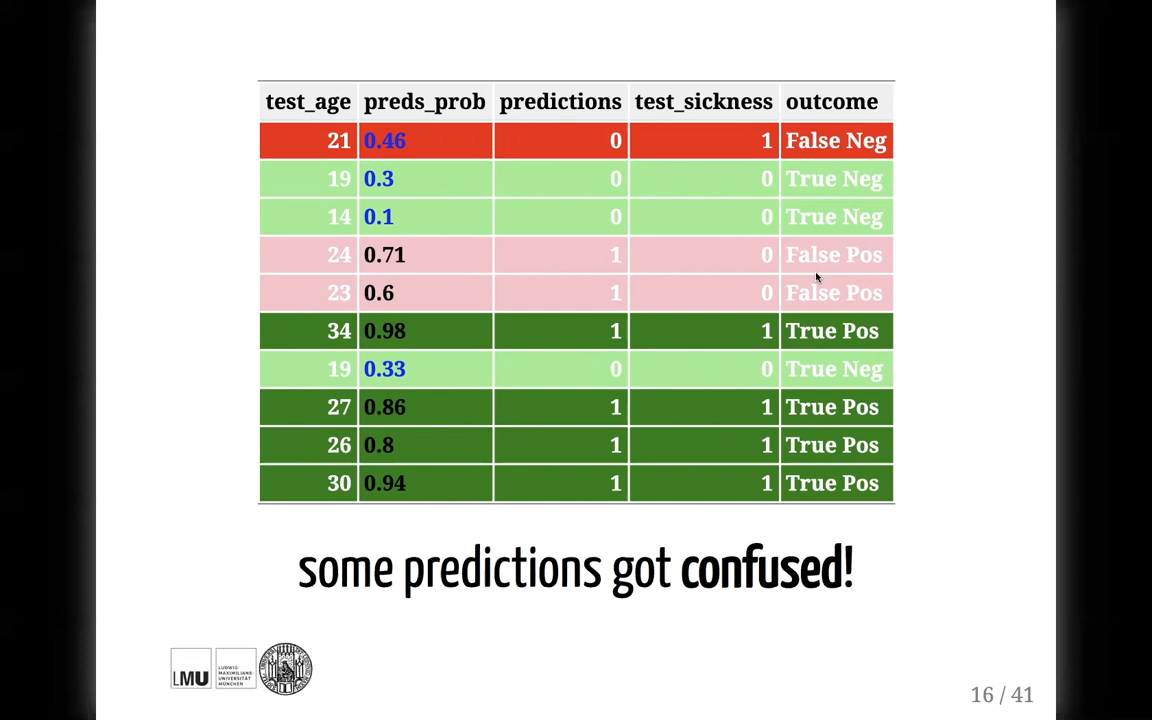 test_age preds_prob predictions test_sickness outcome
21 0.46 0 1 False Neg
19 0.3 0 0 True Neg
14 0.1 0 0 True Neg
24 0.71 1 0 False Pos
23 0.6 1 0 False Pos
34 0.98 1 1 True Pos
19 0.33 0 0 True Neg
27 0.86 1 1 True Pos
26 0.8 1 1 True Pos
30 0.94 1 1 True Pos
some predictions got confused!
LMU
LUDWIG-
MAXIMILIANS-
UNIVERSITÄT
MÜNCHEN
16 / 41